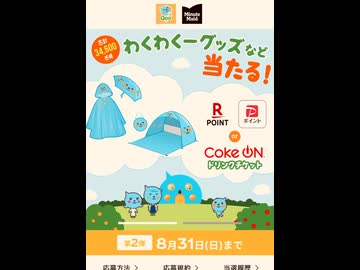 Qoo
Minute
Maid
合計
34,500
名様
わくわくーグッズなど
当たる!
R
POINT
P
ポイント
or
Coke ON
ドリンクチケット
第2弾 8月31日(日)まで
応募方法 > 応募規約 > 当選履歴 >